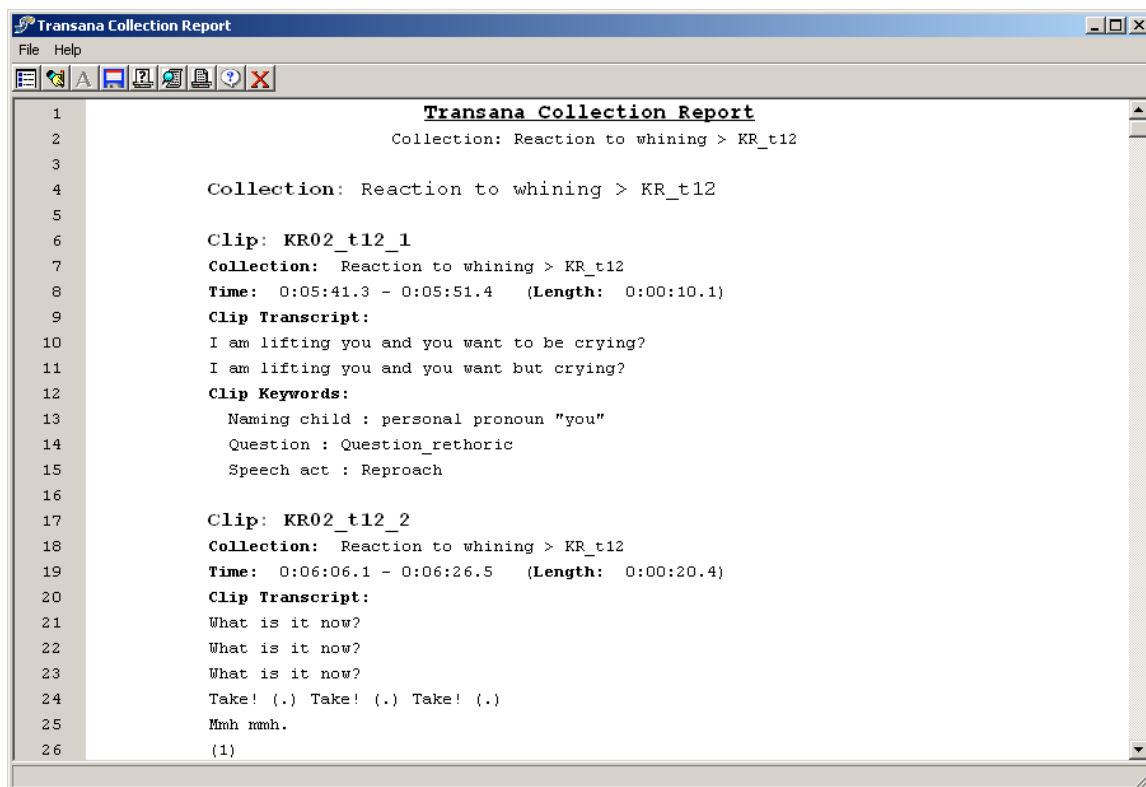 Transana Collection Report
File Help
1 Transana Collection Report
2 Collection: Reaction to whining > KR_t12
3
4 Collection: Reaction to whining > KR_t12
5
6 Clip: KR02_t12_1
7 Collection: Reaction to whining > KR_t12
8 Time: 0:05:41.3 - 0:05:51.4 (Length: 0:00:10.1)
9 Clip Transcript:
10 I am lifting you and you want to be crying?
11 I am lifting you and you want but crying?
12 Clip Keywords:
13 Naming child : personal pronoun "you"
14 Question : Question_rethoric
15 Speech act : Reproach
16
17 Clip: KR02_t12_2
18 Collection: Reaction to whining > KR_t12
19 Time: 0:06:06.1 - 0:06:26.5 (Length: 0:00:20.4)
20 Clip Transcript:
21 What is it now?
22 What is it now?
23 What is it now?
24 Take! (.) Take! (.) Take! (.)
25 Mmh mmh.
26 (1)